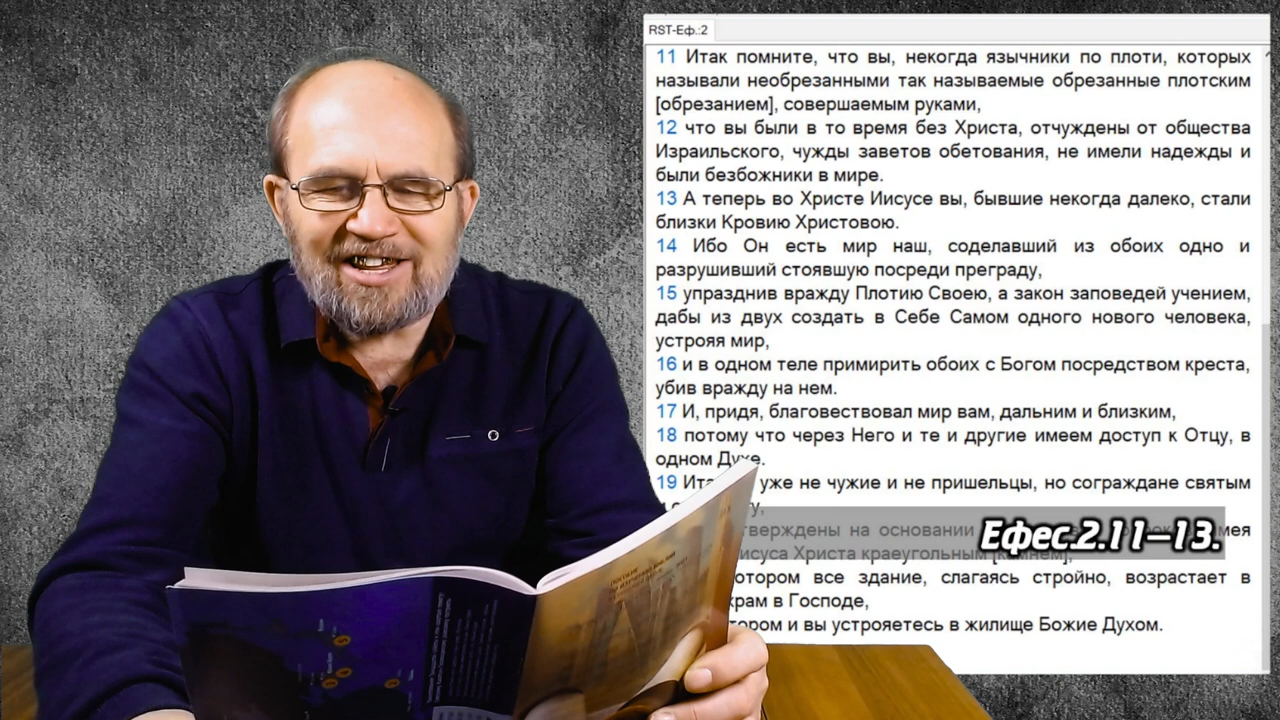 RST-Еф.:2
11 Итак помните, что вы, некогда язычники по плоти, которых
называли необрезанными так называемые обрезанные плотским
[обрезанием], совершаемым руками,
12 что вы были в то время без Христа, отчуждены от общества
Израильского, чужды заветов обетования, не имели надежды и
были безбожники в мире.
13 А теперь во Христе Иисусе вы, бывшие некогда далеко, стали
близки Кровию Христовою.
14 Ибо Он есть мир наш, соделавший из обоих одно и
разрушивший стоявшую посреди преграду,
15 упразднив вражду Плотию Своею, а закон заповедей учением,
дабы из двух создать в Себе Самом одного нового человека,
устрояя мир,
16 и в одном теле примирить обоих с Богом посредством креста,
убив вражду на нем.
17 И, придя, благовествовал мир вам, дальним и близким,
18 потому что через Него и те и другие имеем доступ к Отцу, в
одном Духе.
19 уже не чужие и не пришельцы, но сограждане святым
на основании
Христа краеугольным [камнем],
Ефес.2.11–13.
все здание, слагаясь стройно, возрастает в
храм в Господе,
и вы устрояетесь в жилище Божие Духом.